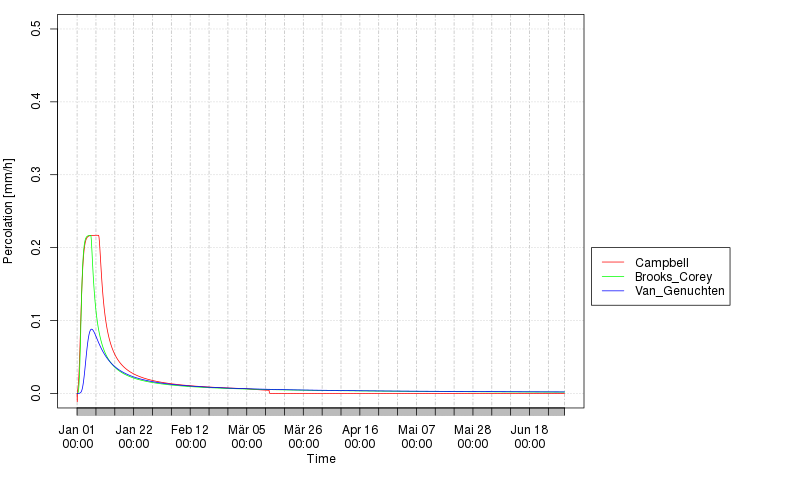 0.5
0.4
0.3
0.2
0.1
0.0
Percolation [mm/h]
Jan 01 Jan 22 Feb 12 Mär 05 Mär 26 Apr 16 Mai 07 Mai 28 Jun 18
00:00 00:00 00:00 00:00 00:00 00:00 00:00 00:00 00:00
Time
Campbell
Brooks_Corey
Van_Genuchten